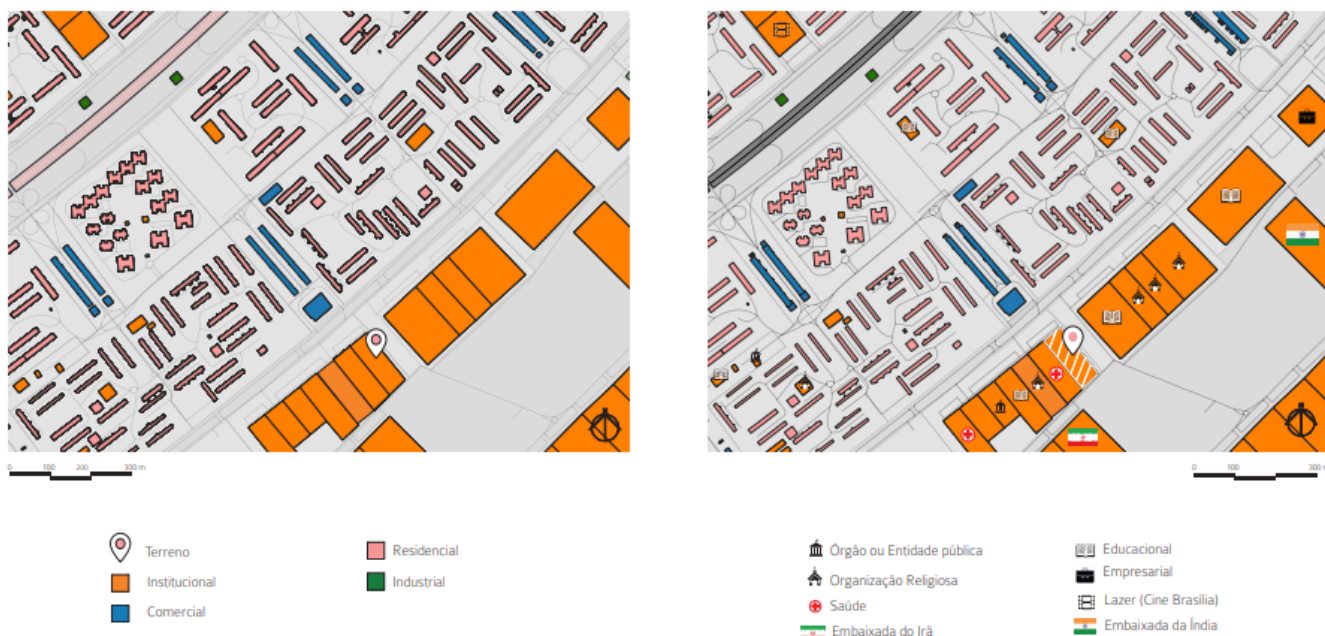 0 100 200 300 m
0 100 300 m
Terreno
Institucional
Comercial
Residencial
Industrial
Órgão ou Entidade pública
Organização Religiosa
Saúde
Embaixada do Irã
Educacional
Empresarial
Lazer (Cine Brasília)
Embaixada da Índia